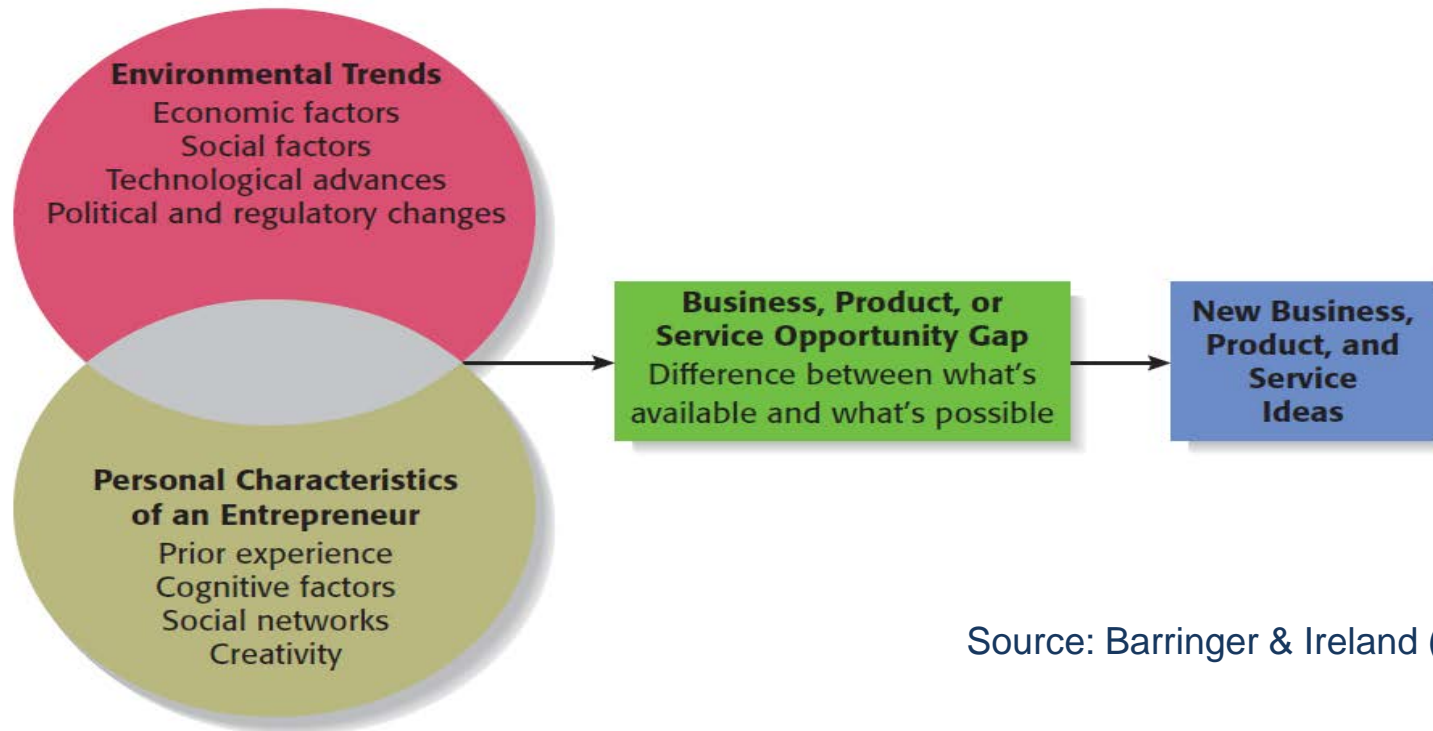 Environmental Trends
Economic factors
Social factors
Technological advances
Political and regulatory changes
Personal Characteristics
of an Entrepreneur
Prior experience
Cognitive factors
Social networks
Creativity
Business, Product, or
Service Opportunity Gap
Difference between what's
available and what's possible
New Business,
Product, and
Service
Ideas
Source: Barringer & Ireland (